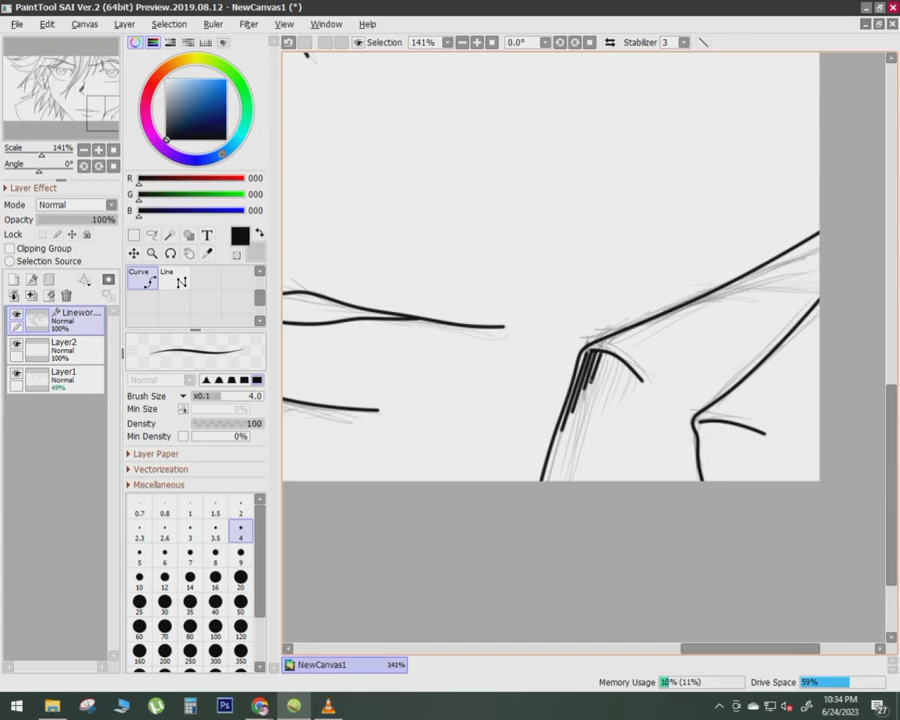 PaintTool SAI Ver.2 (64bit) Preview.2019.08.12 - NewCanvas1 (*)
File Edit Canvas Layer Selection Ruler Filter View Window Help
Selection 141% 0.0° Stabilizer 3
Scale 141%
Angle 0°
Layer Effect
Mode Normal
Opacity 100%
Lock
Clipping Group
Selection Source
Linewor...
Normal
100%
Layer2
Normal
100%
Layer1
Normal
49%
R 000
G 000
B 000
T
Curve Line
Normal
Brush Size x0.1 4.0
Min Size 0%
Density 100
Min Density 0%
Layer Paper
Vectorization
Miscellaneous
0.7 0.8 1 1.5 2
2.3 2.6 3 3.5 4
5 6 7 8 9
10 12 14 16 20
25 30 35 40 50
60 70 80 100 120
160 200 250 300 350
NewCanvas1 141%
Memory Usage 10% (11%) Drive Space 59%
Ps
10:34 PM
6/24/2023
27